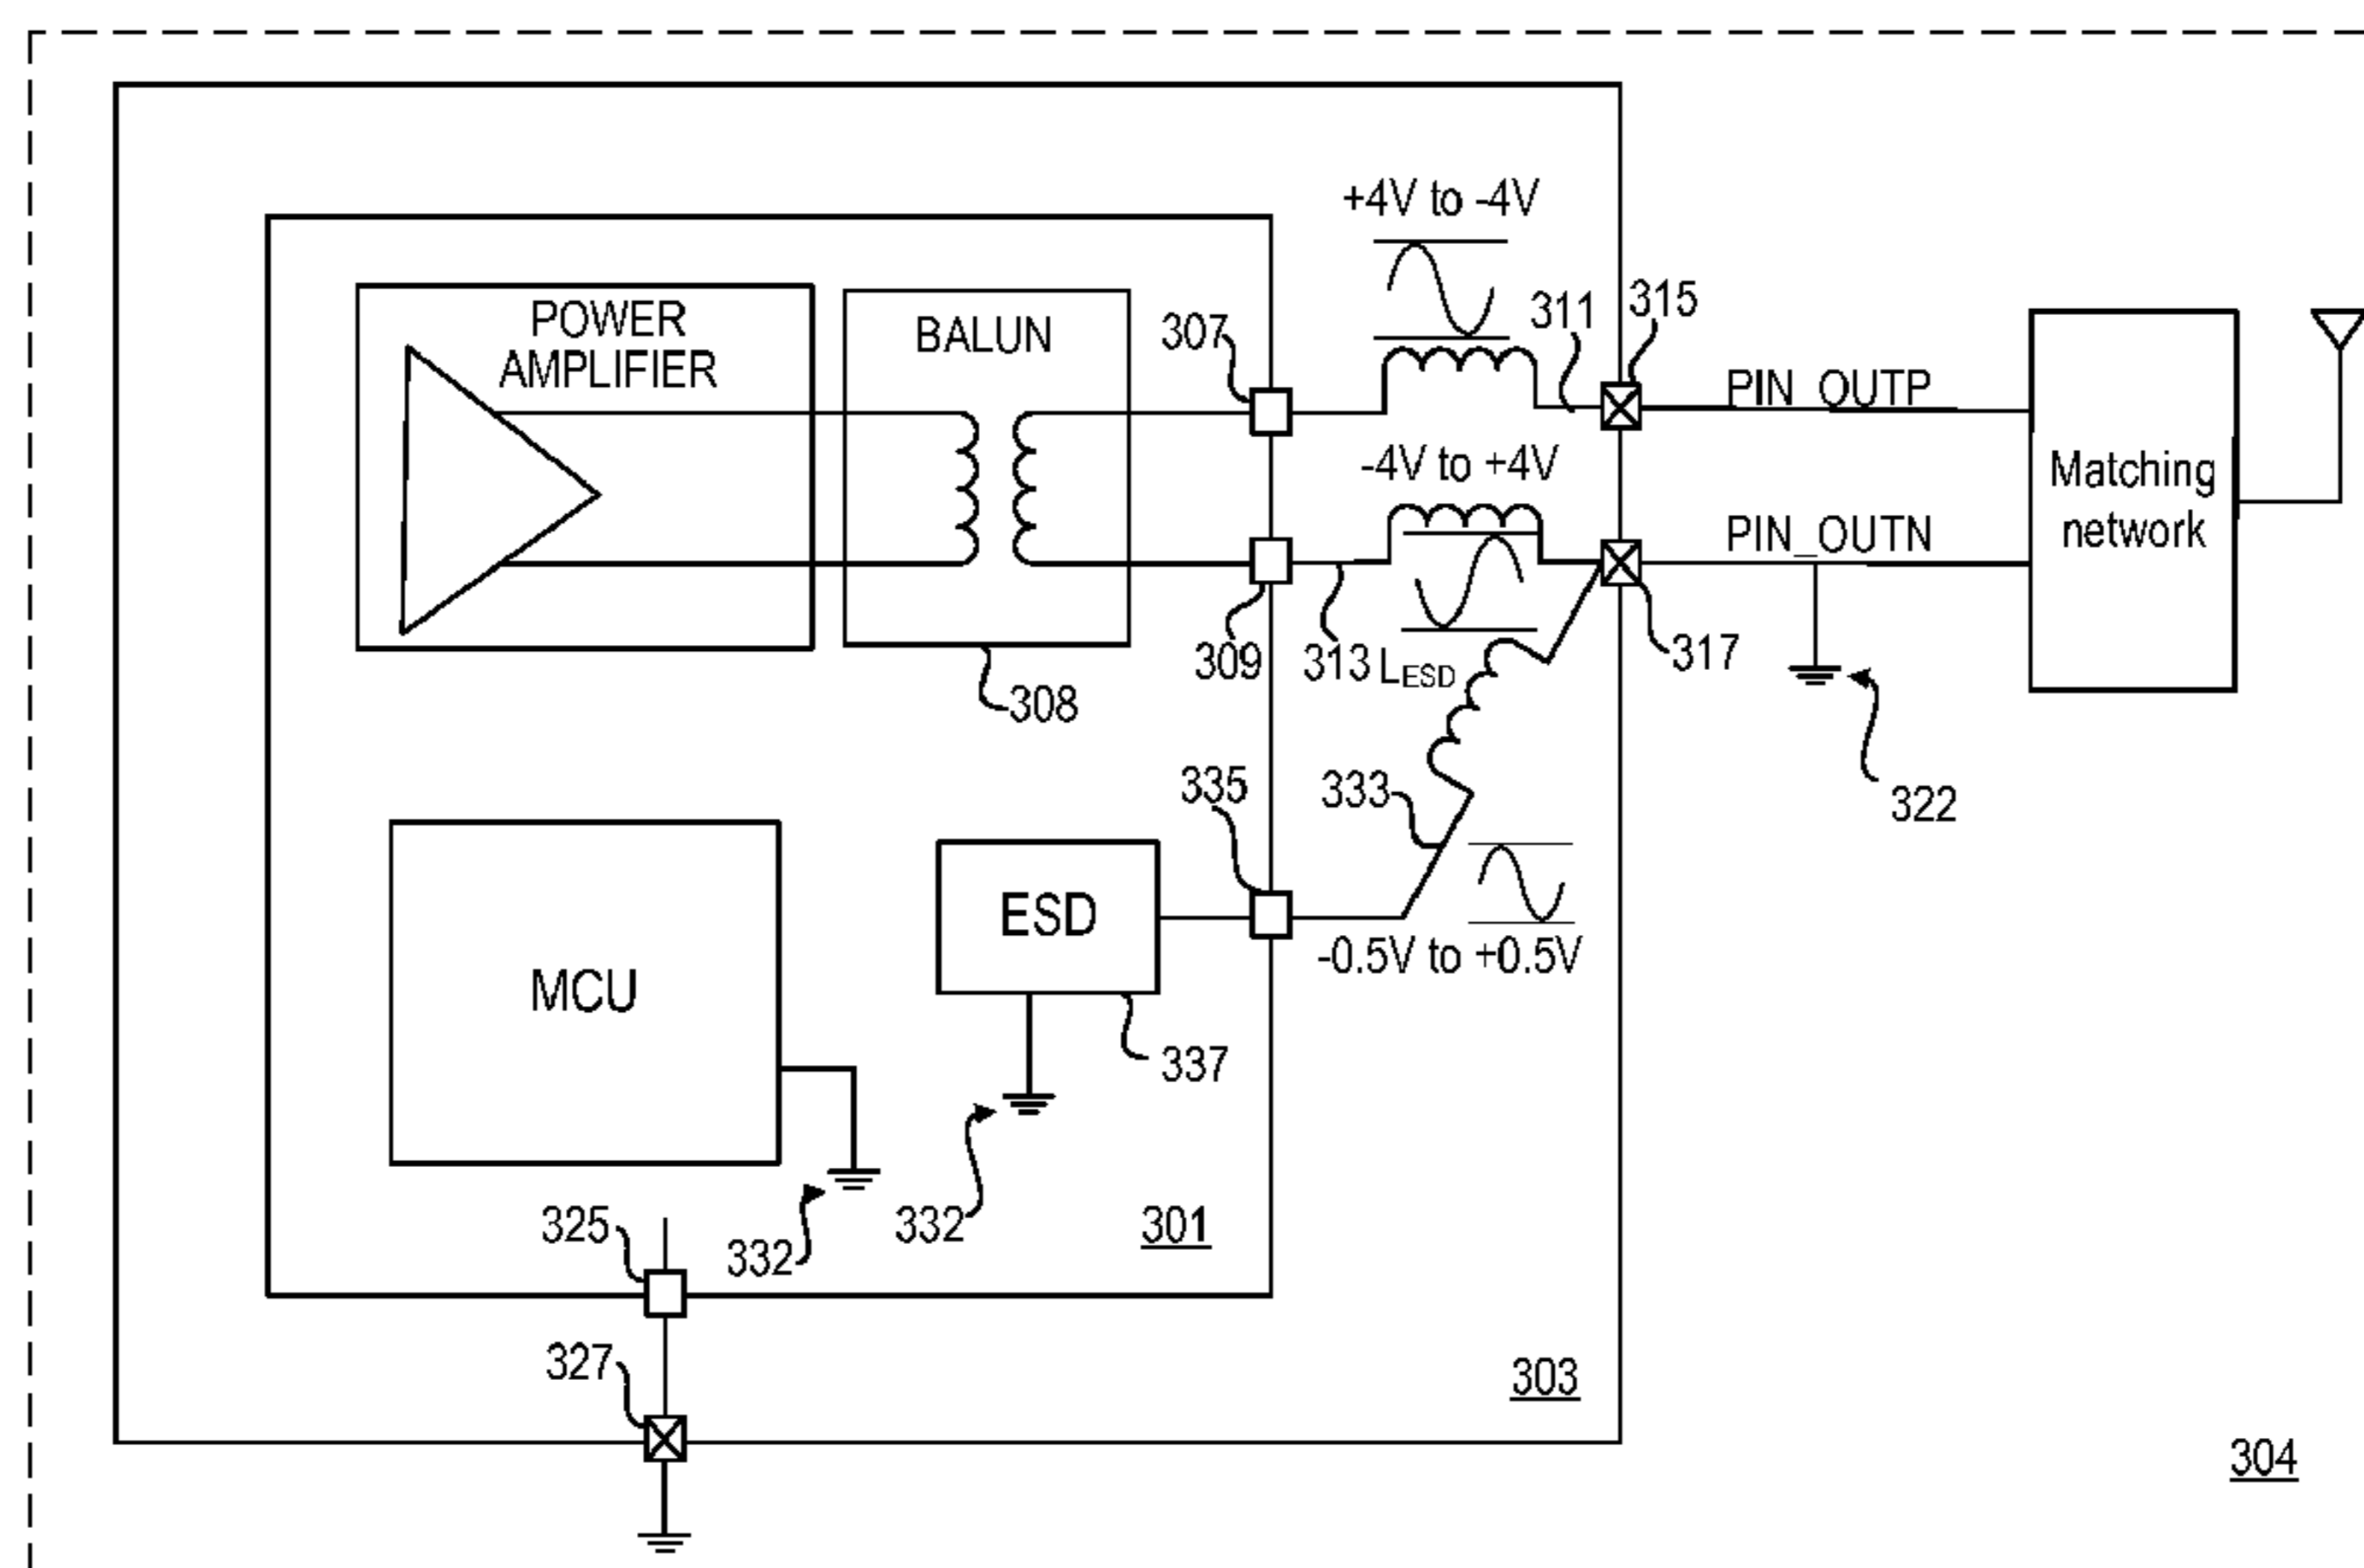 +4V to -4V
POWER
AMPLIFIER
BALUN
307
311
315
PIN_OUTP
-4V to +4V
Matching
network
PIN_OUTN
309
313
LESD
317
308
322
335
333
ESD
-0.5V to +0.5V
MCU
337
332
332
325
301
327
303
304